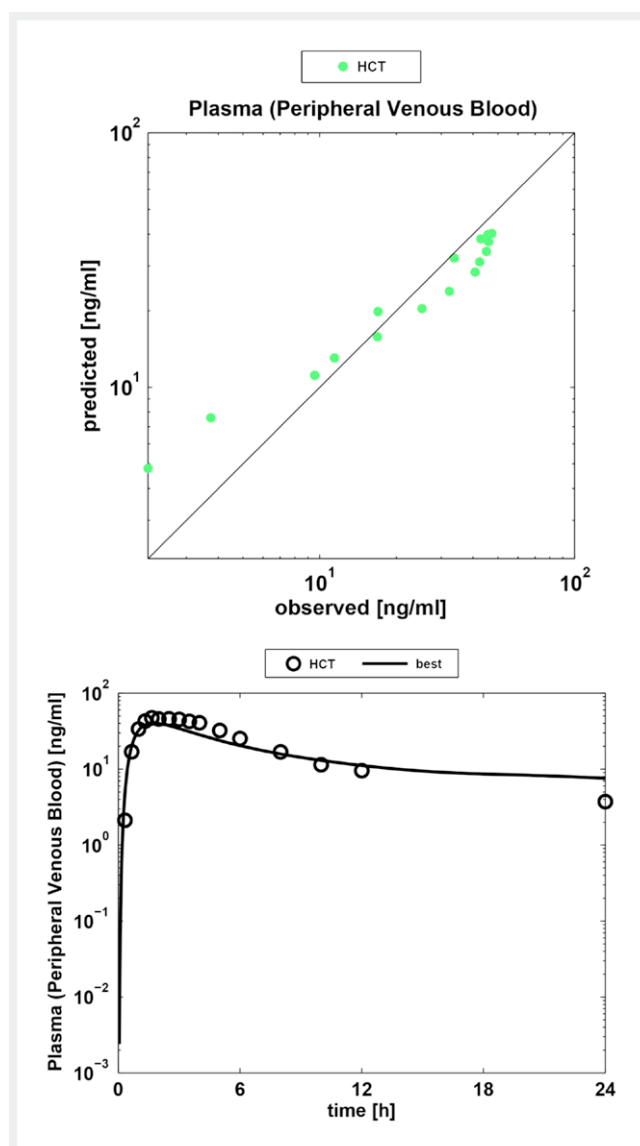 HCT
Plasma (Peripheral Venous Blood)
10²
10¹
predicted [ng/ml]
10¹
10²
observed [ng/ml]
HCT best
10²
10¹
10⁰
10⁻¹
10⁻²
10⁻³
Plasma (Peripheral Venous Blood) [ng/ml]
0 6 12 18 24
time [h]